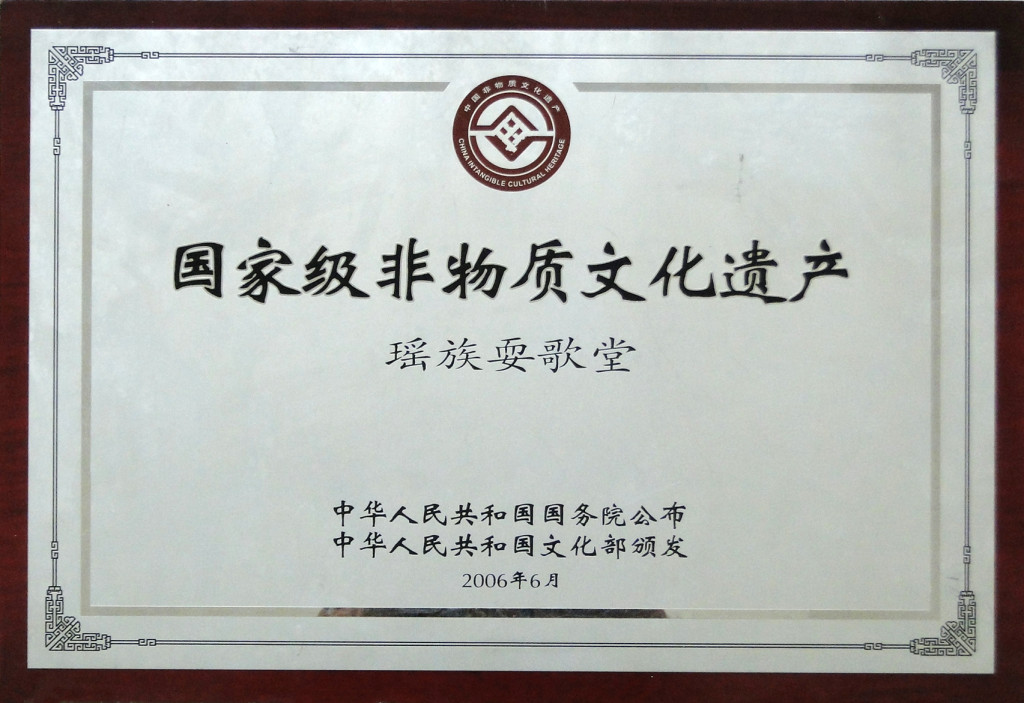 中国非物质文化遗产
CHINA INTANGIBLE CULTURAL HERITAGE
国家级非物质文化遗产
瑶族耍歌堂
中华人民共和国国务院公布
中华人民共和国文化部颁发
2006年6月